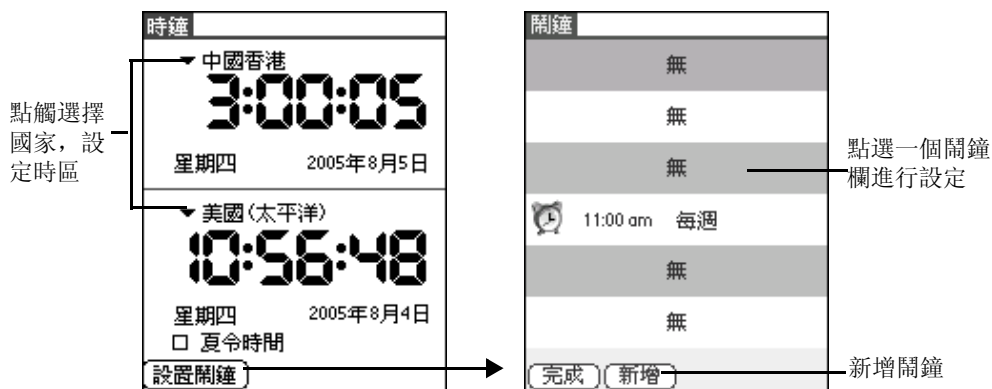 點觸選擇
國家，設
定時區
時鐘
中國香港
3:00:05
星期四 2005年8月5日
美國(太平洋)
10:56:48
星期四 2005年8月4日
夏令時間
設置鬧鐘
鬧鐘
無
無
無
11:00 am 每週
無
無
完成 新增
點選一個鬧鐘
欄進行設定
新增鬧鐘